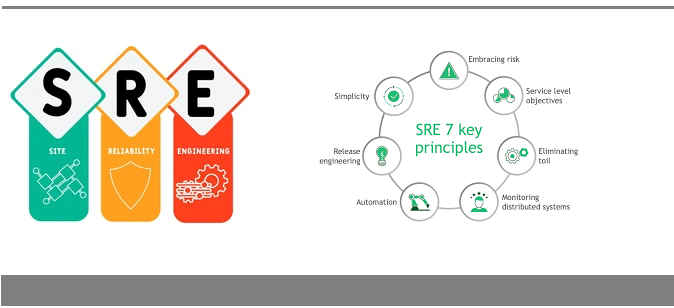 S R E
SITE
RELIABILITY
ENGINEERING
SRE 7 key
principles
Embracing risk
Service level
objectives
Eliminating
toil
Monitoring
distributed systems
Automation
Release
engineering
Simplicity